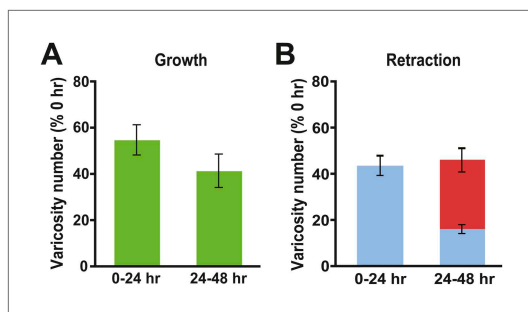 A
Growth
Varicosity number (% 0 hr)
80
60
40
20
0
0-24 hr
24-48 hr
B
Retraction
Varicosity number (% 0 hr)
80
60
40
20
0
0-24 hr
24-48 hr